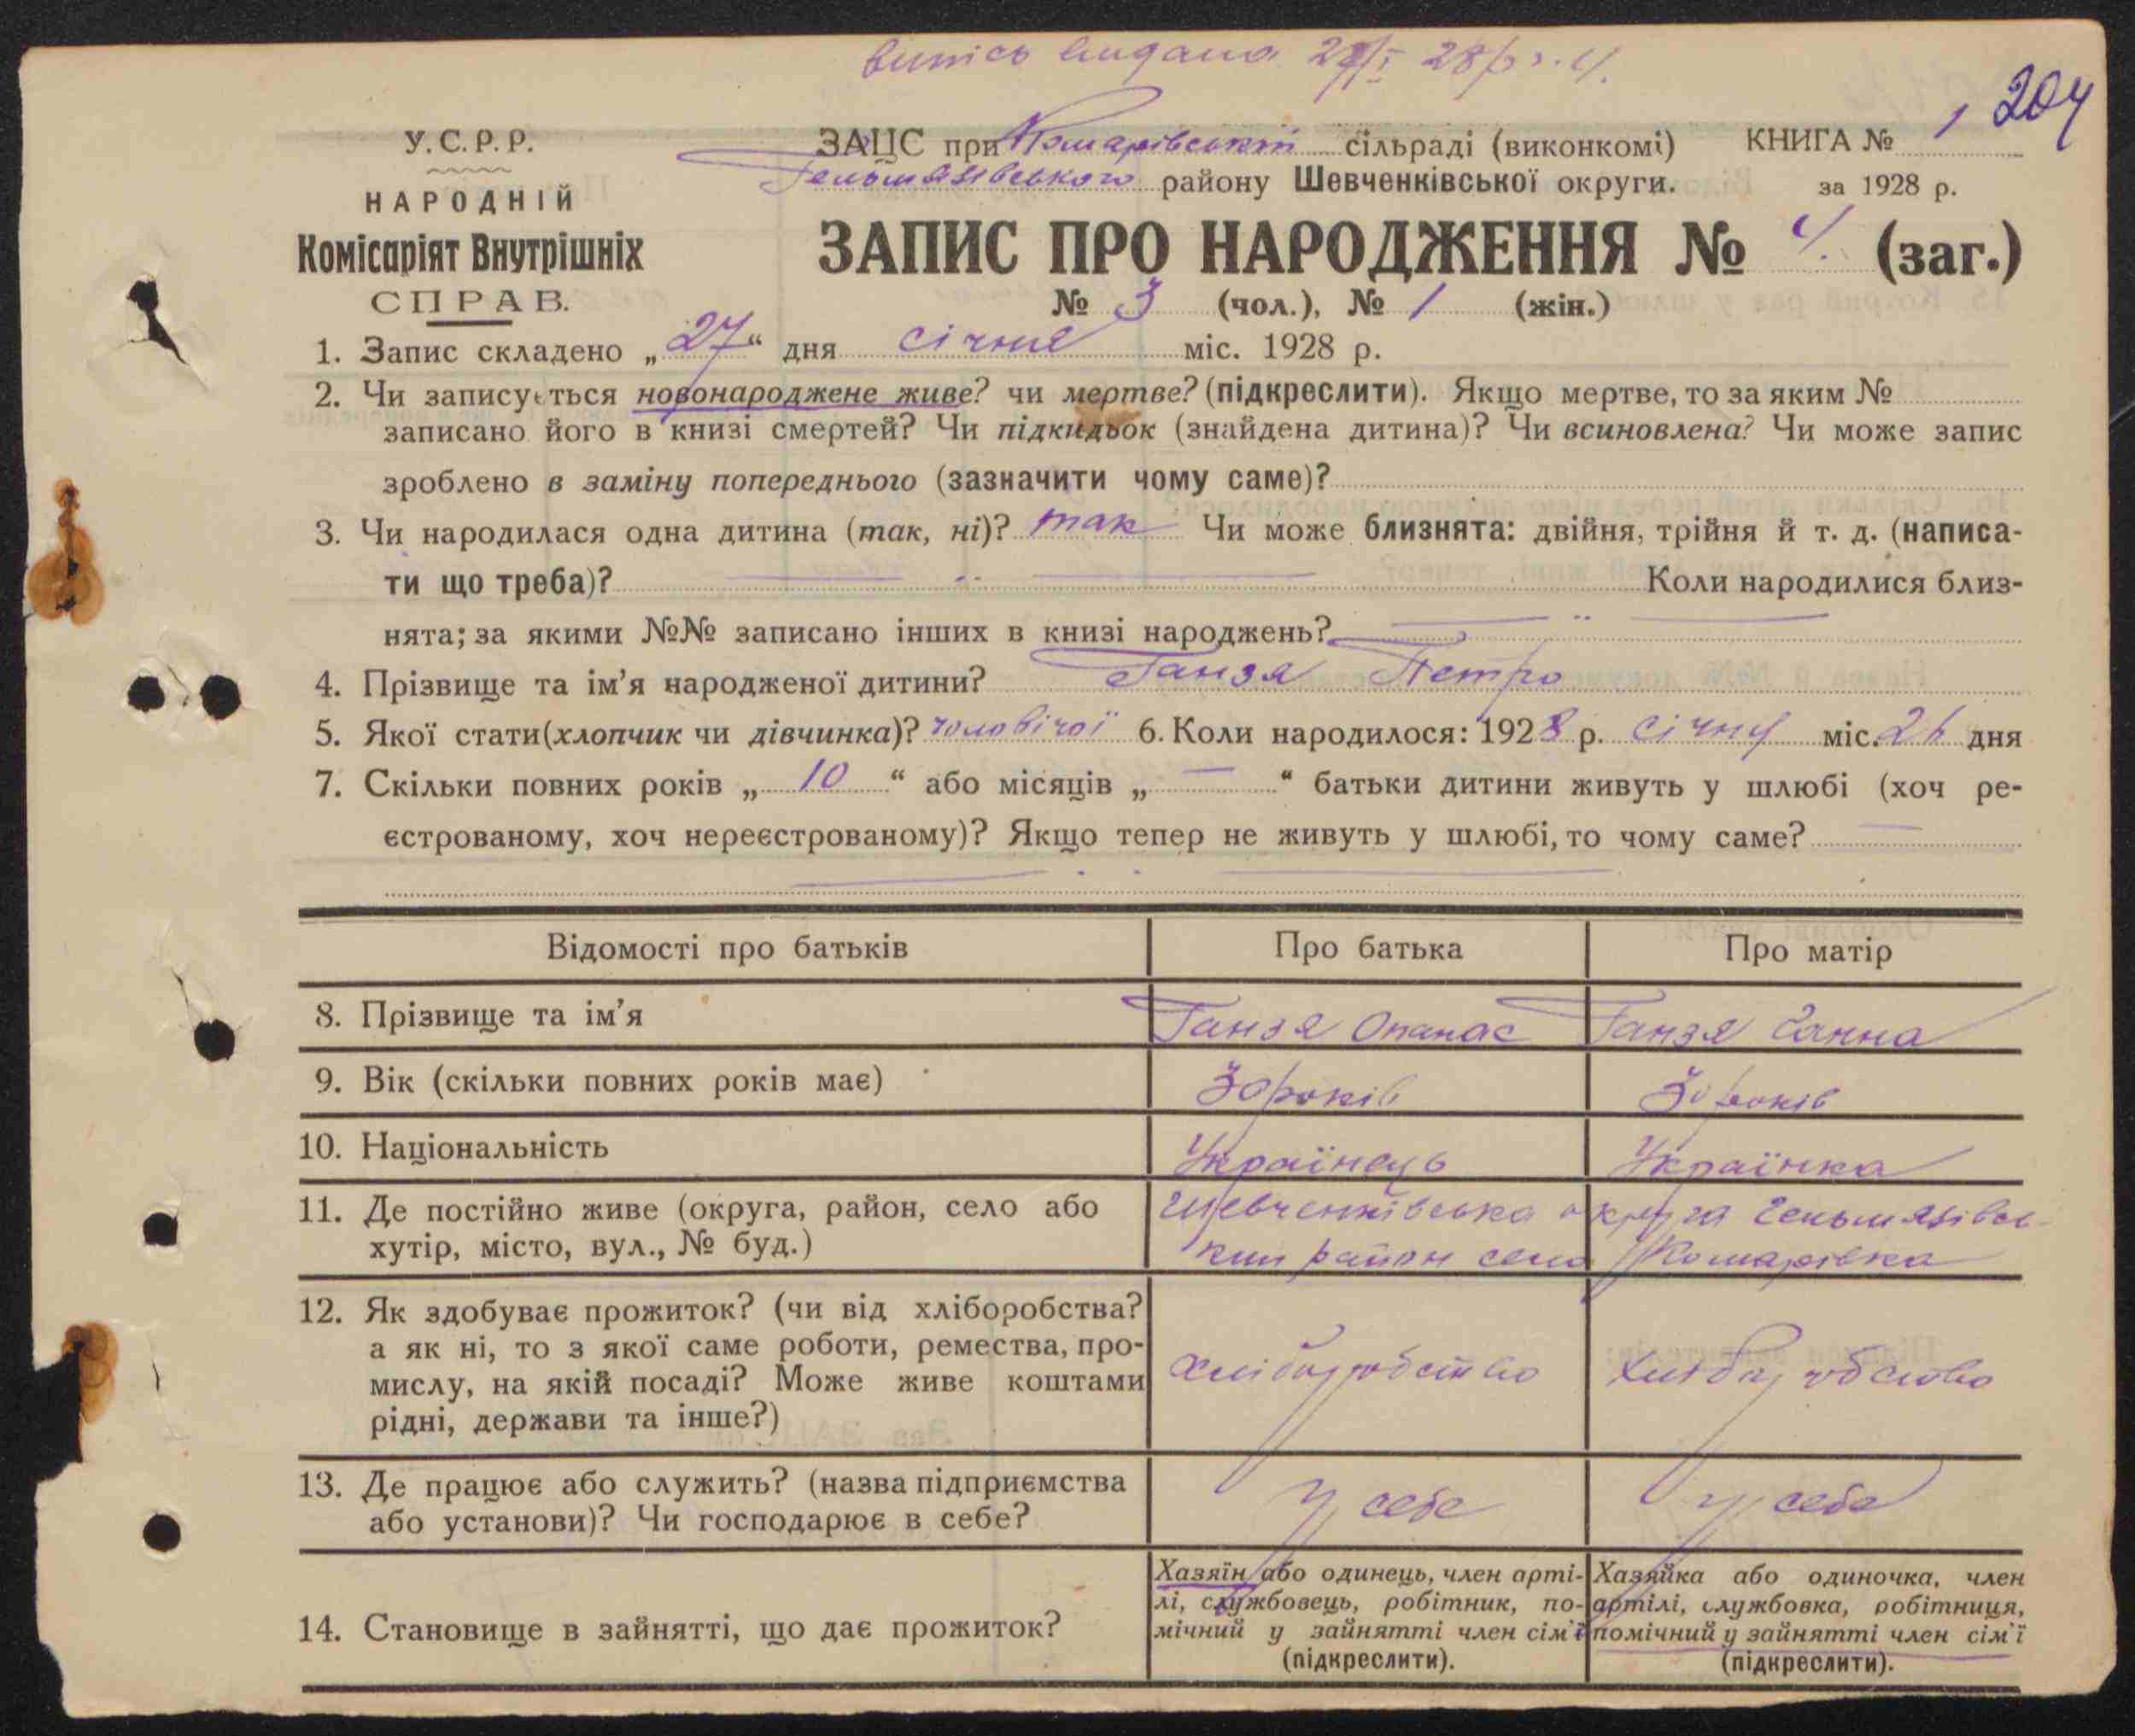 випісь видана 28/р № 4.
204
У.С.Р.Р.
НАРОДНІЙ
Комісаріят Внутрішніх
СПРАВ.
ЗАЦС при Комарівській сільраді (виконкомі) КНИГА № 1
Гельмязівського району Шевченківської округи. за 1928 р.
ЗАПИС ПРО НАРОДЖЕННЯ № 4. (заг.)
№ 3 (чол.), № 1 (жін.)
1. Запис складено „27“ дня січня міс. 1928 р.
2. Чи записується новонароджене живе? чи мертве? (підкреслити). Якщо мертве, то за яким №
записано його в книзі смертей? Чи підкидьок (знайдена дитина)? Чи всиновлена? Чи може запис
зроблено в заміну попереднього (зазначити чому саме)?
3. Чи народилася одна дитина (так, ні)? так Чи може близнята: двійня, трійня й т. д. (написа-
ти що треба)? Коли народилися близ-
нята; за якими №№ записано інших в книзі народжень?
4. Прізвище та ім’я народженої дитини? Ганзя Петро
5. Якої стати(хлопчик чи дівчинка)? чоловічої 6. Коли народилося: 1928 р. січня міс. 26 дня
7. Скільки повних років „ 10 “ або місяців „ — “ батьки дитини живуть у шлюбі (хоч ре-
єстрованому, хоч нереєстрованому)? Якщо тепер не живуть у шлюбі, то чому саме?
Відомості про батьків Про батька Про матір
8. Прізвище та ім’я Ганзя Опанас Ганзя Ганна
9. Вік (скільки повних років має) 30 років 30 років
10. Національність Українець Українка
11. Де постійно живе (округа, район, село або
хутір, місто, вул., № буд.)
Шевченківська округа Гельмязівсь-
кий район село Комарівка
12. Як здобуває прожиток? (чи від хліборобства?
а як ні, то з якої саме роботи, ремества, про-
мислу, на якій посаді? Може живе коштами
рідні, держави та інше?)
хліборобство хліборобство
13. Де працює або служить? (назва підприємства
або установи)? Чи господарює в себе?
у себе у себе
14. Становище в зайнятті, що дає прожиток?
Хазяїн або одинець, член арті-
лі, службовець, робітник, по-
мічний у зайнятті член сім’ї
(підкреслити).
Хазяйка або одиночка, член
артілі, службовка, робітниця,
помічний у зайнятті член сім’ї
(підкреслити).